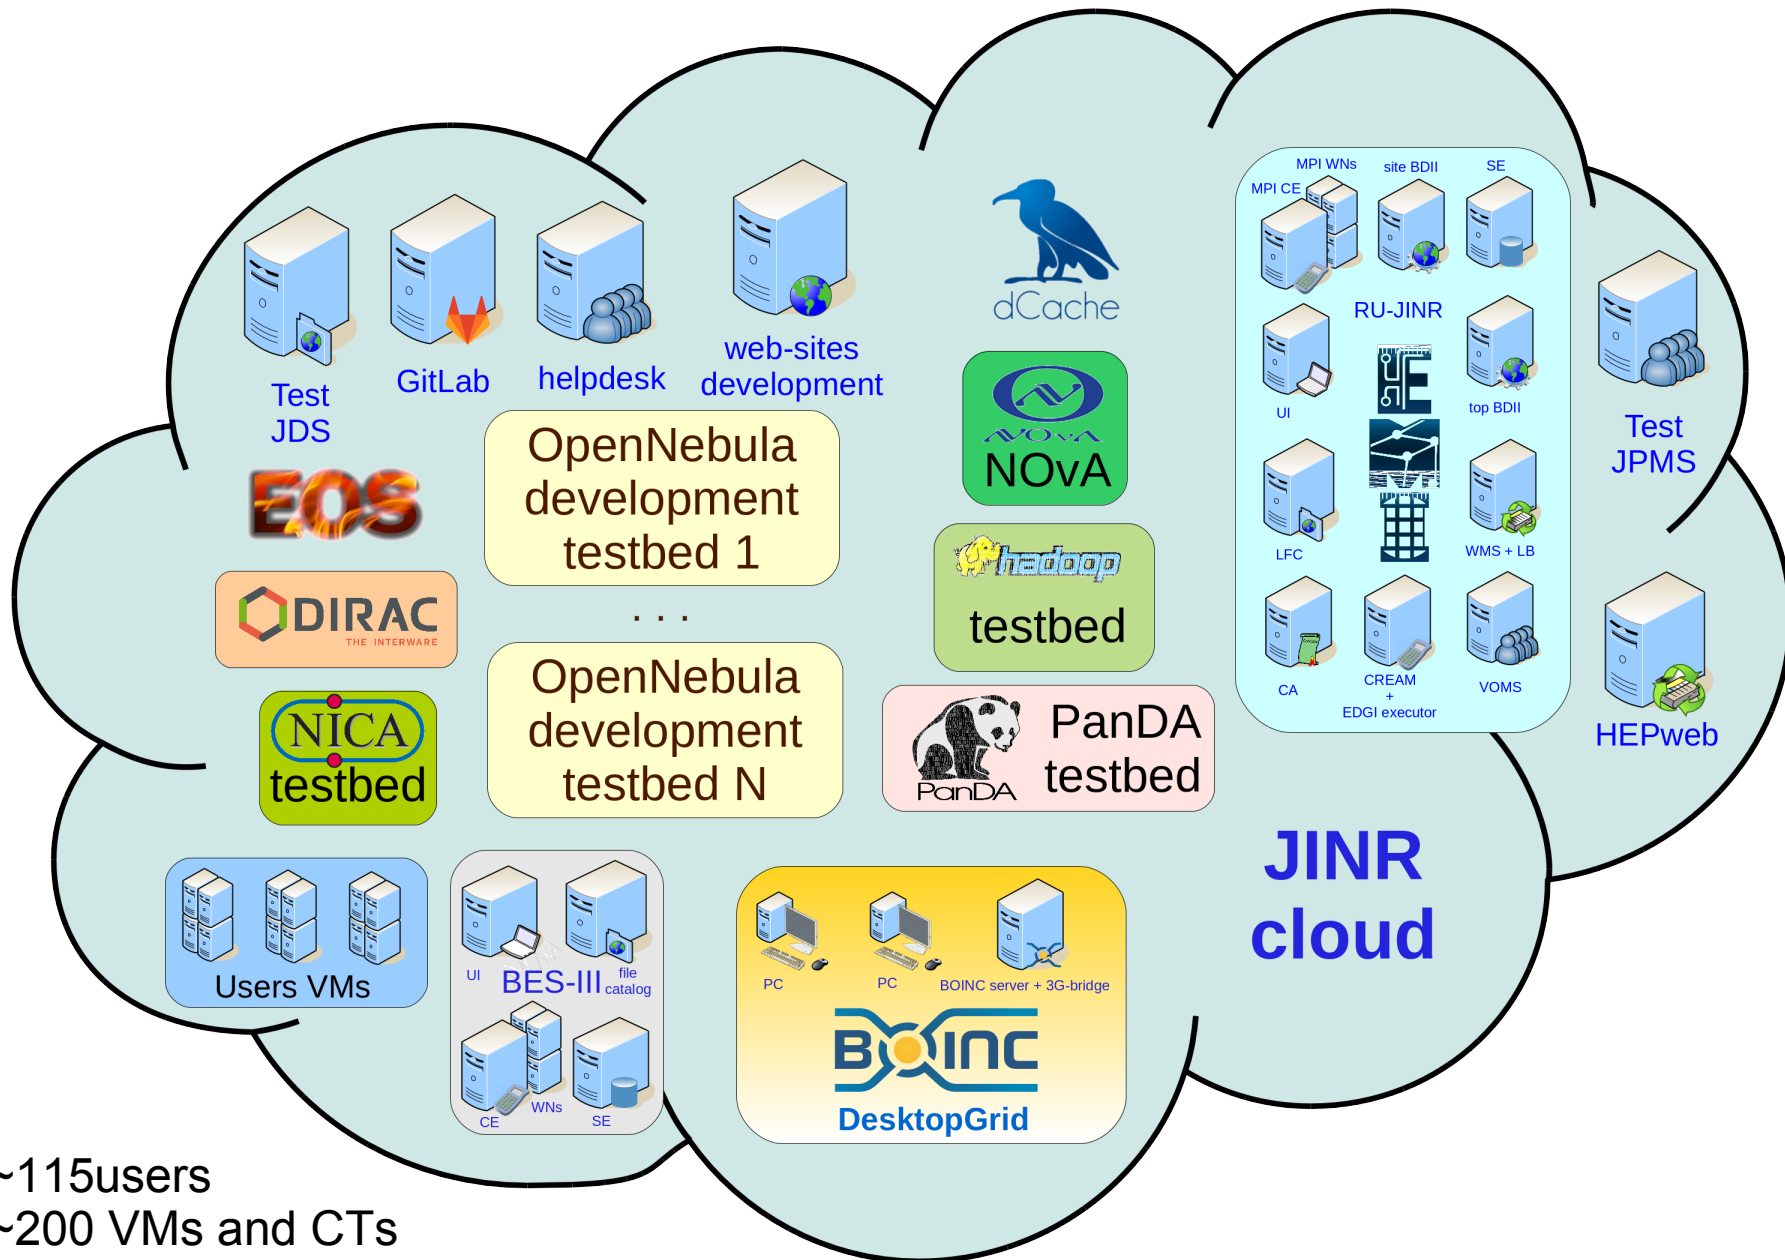 MPI WNs
site BDII
SE
MPI CE
RU-JINR
UI
top BDII
LFC
WMS + LB
CA
CREAM
+
EDGI executor
VOMS
Test
JDS
GitLab
helpdesk
web-sites
development
dCache
NOvA
NOvA
Test
JPMS
EOS
OpenNebula
development
testbed 1
. . .
OpenNebula
development
testbed N
hadoop
testbed
DIRAC
THE INTERWARE
NICA
testbed
PanDA
PanDA
testbed
HEPweb
JINR
cloud
Users VMs
UI
BES-III
file
catalog
CE
WNs
SE
PC
PC
BOINC server + 3G-bridge
BOINC
DesktopGrid
~115users
~200 VMs and CTs